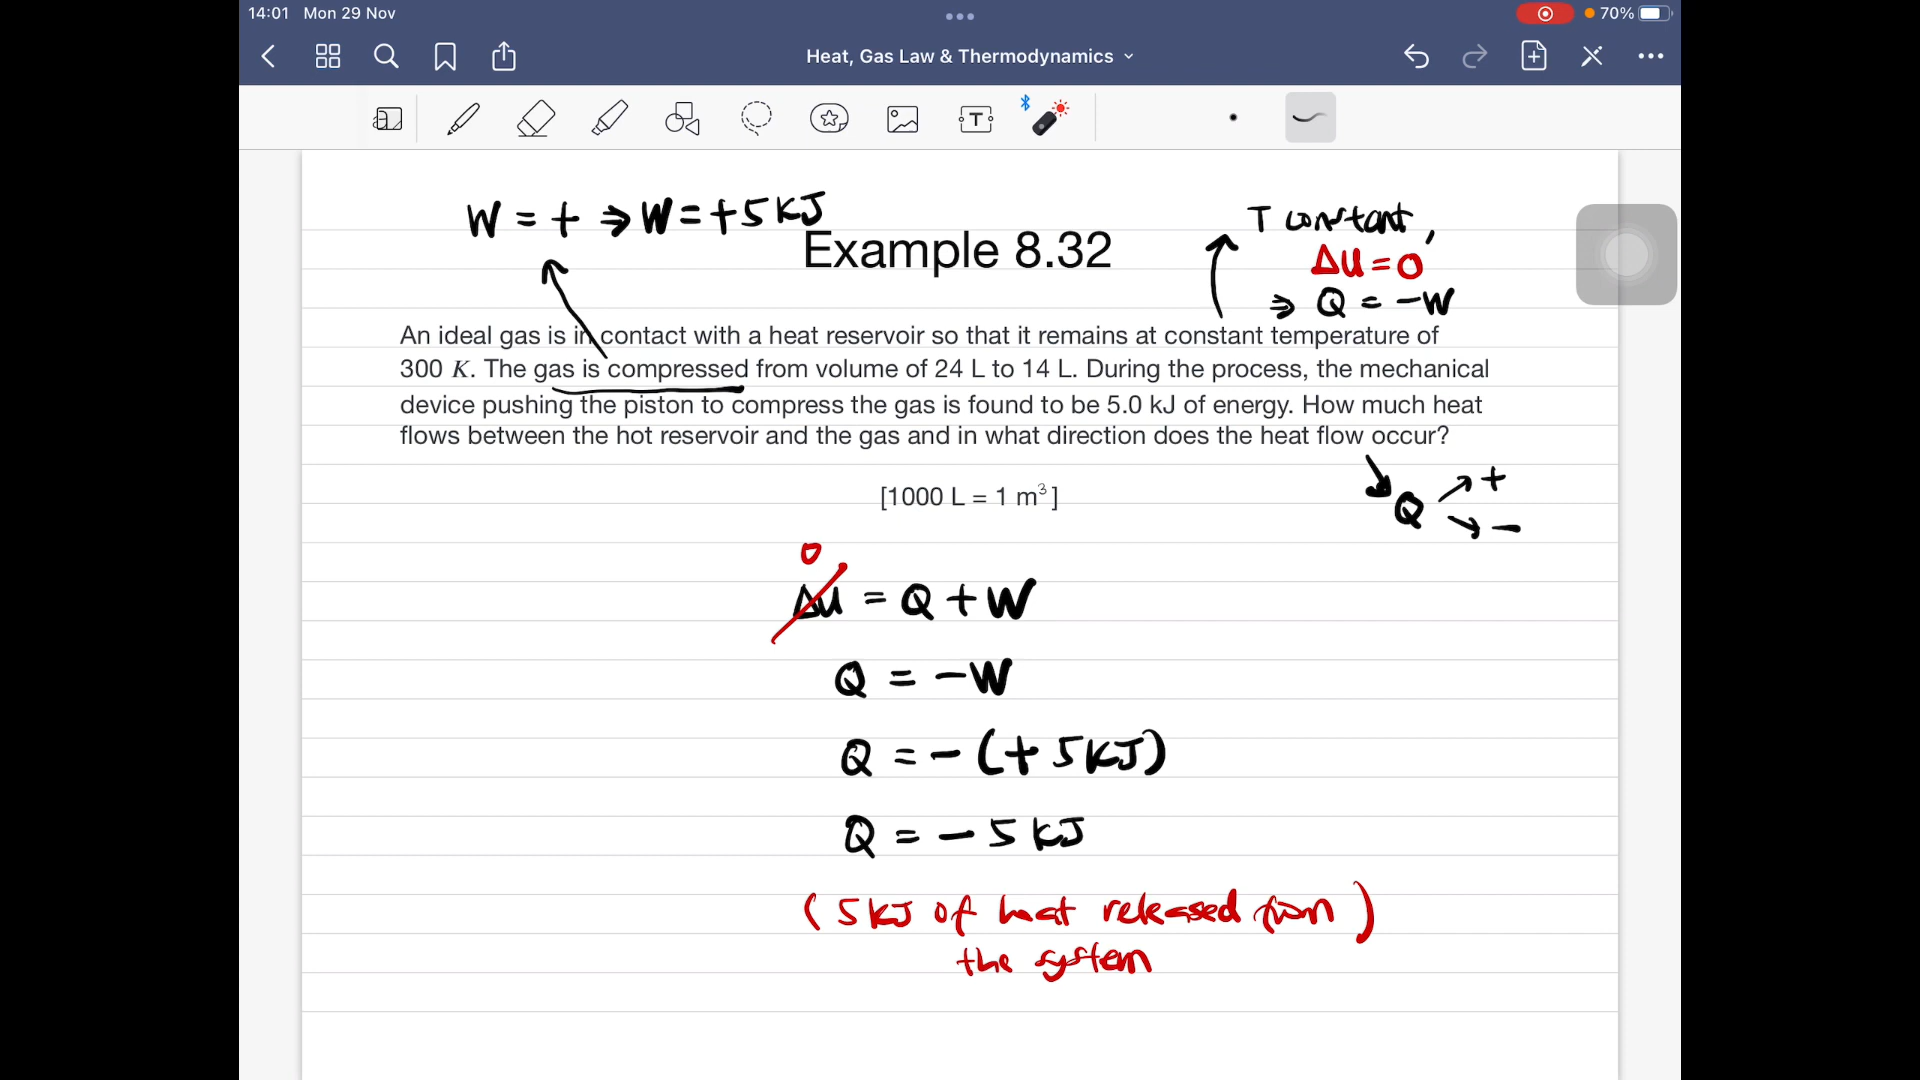 14:01 Mon 29 Nov
70%
Heat, Gas Law & Thermodynamics
W = + ⇒ W = +5 KJ
T constant,
ΔU = 0
⇒ Q = -W
Example 8.32
An ideal gas is in contact with a heat reservoir so that it remains at constant temperature of
300 K. The gas is compressed from volume of 24 L to 14 L. During the process, the mechanical
device pushing the piston to compress the gas is found to be 5.0 kJ of energy. How much heat
flows between the hot reservoir and the gas and in what direction does the heat flow occur?
[1000 L = 1 m³]
Q ↗ +
↘ -
0
ΔU = Q + W
Q = -W
Q = -(+5KJ)
Q = -5 KJ
(5KJ of heat released from)
the system